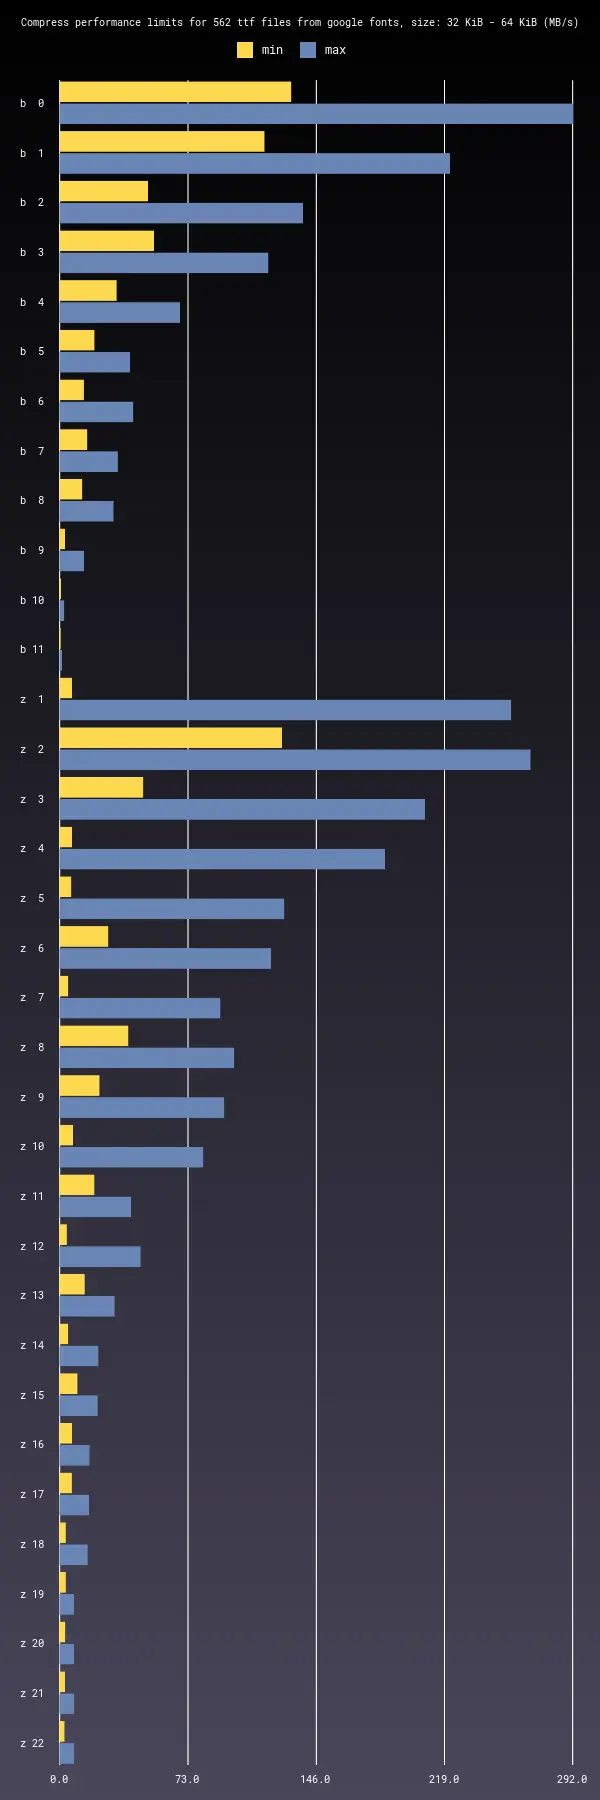 Compress performance limits for 562 ttf files from google fonts, size: 32 KiB - 64 KiB (MB/s)
min max
b 0
b 1
b 2
b 3
b 4
b 5
b 6
b 7
b 8
b 9
b 10
b 11
z 1
z 2
z 3
z 4
z 5
z 6
z 7
z 8
z 9
z 10
z 11
z 12
z 13
z 14
z 15
z 16
z 17
z 18
z 19
z 20
z 21
z 22
0.0 73.0 146.0 219.0 292.0